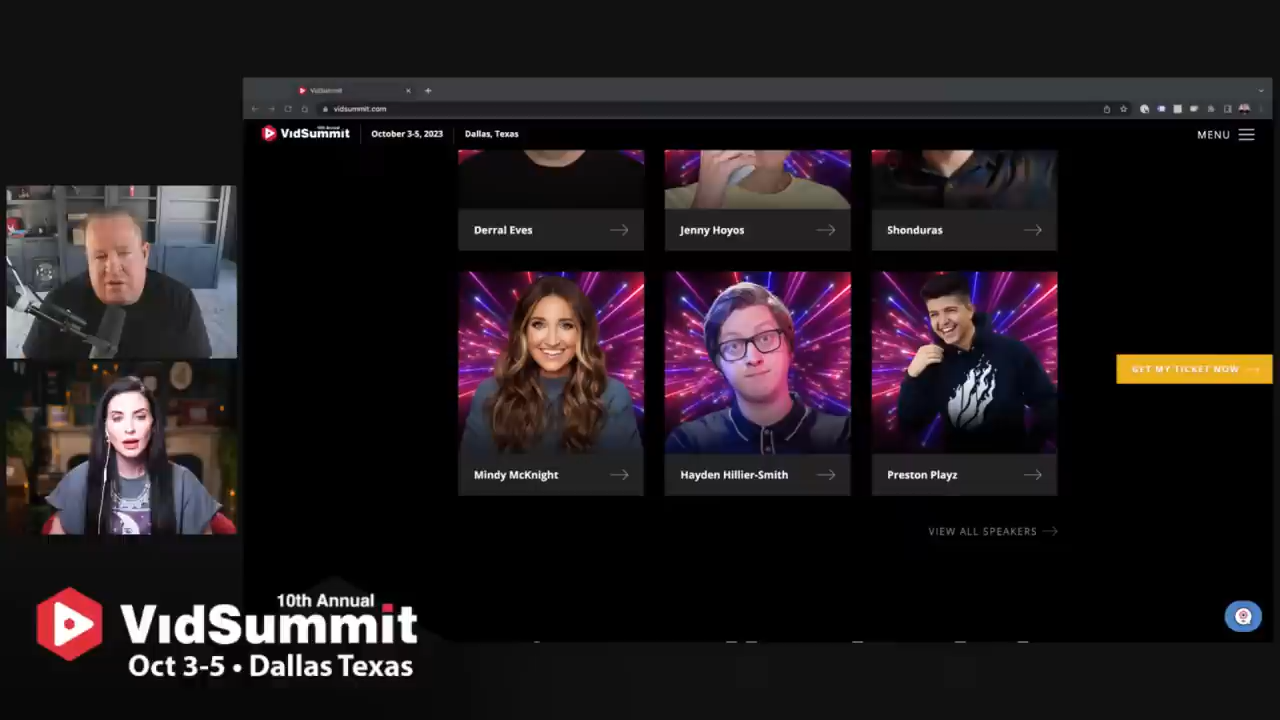 VidSummit
vidsummit.com
10th Annual
VidSummit
October 3-5, 2023
Dallas, Texas
MENU
Derral Eves
Jenny Hoyos
Shonduras
GET MY TICKET NOW
Mindy McKnight
Hayden Hillier-Smith
Preston Playz
VIEW ALL SPEAKERS
10th Annual
VidSummit
Oct 3-5 • Dallas Texas